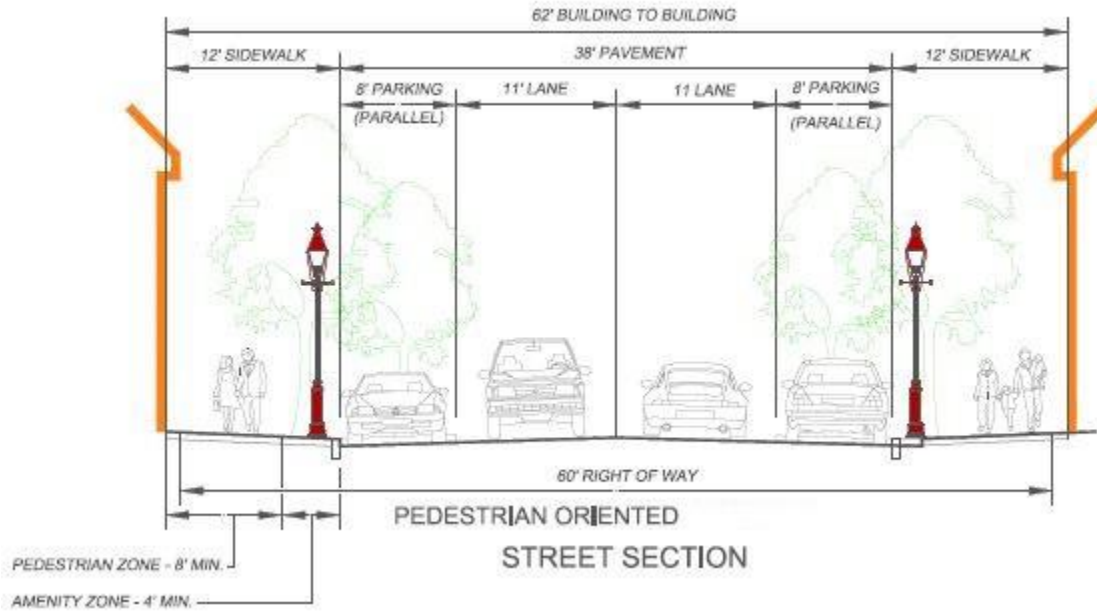 62' BUILDING TO BUILDING
12' SIDEWALK
38' PAVEMENT
12' SIDEWALK
8' PARKING
(PARALLEL)
11' LANE
11 LANE
8' PARKING
(PARALLEL)
60' RIGHT OF WAY
PEDESTRIAN ORIENTED
STREET SECTION
PEDESTRIAN ZONE - 8' MIN.
AMENITY ZONE - 4' MIN.